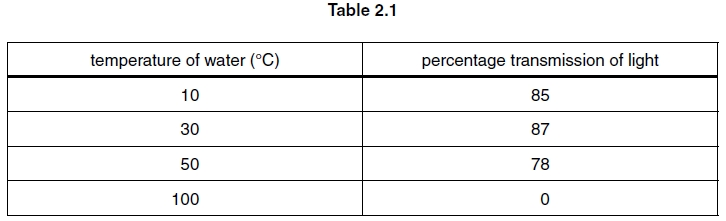 Table 2.1
temperature of water (°C) percentage transmission of light
10 85
30 87
50 78
100 0